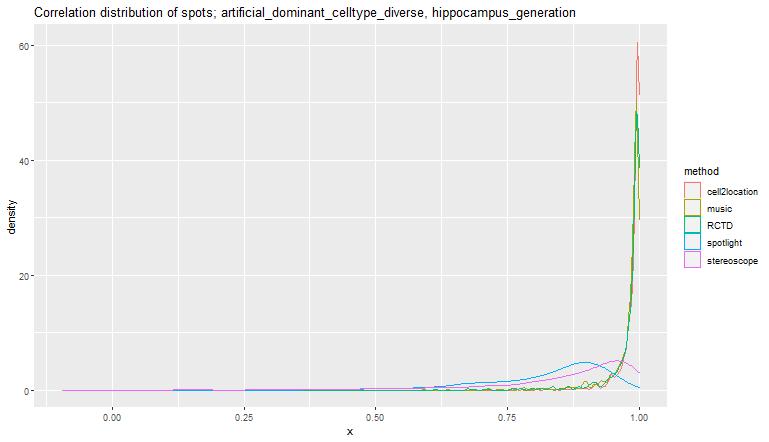 Correlation distribution of spots; artificial_dominant_celltype_diverse, hippocampus_generation
60
40
20
0
density
0.00 0.25 0.50 0.75 1.00
x
method
cell2location
music
RCTD
spotlight
stereoscope